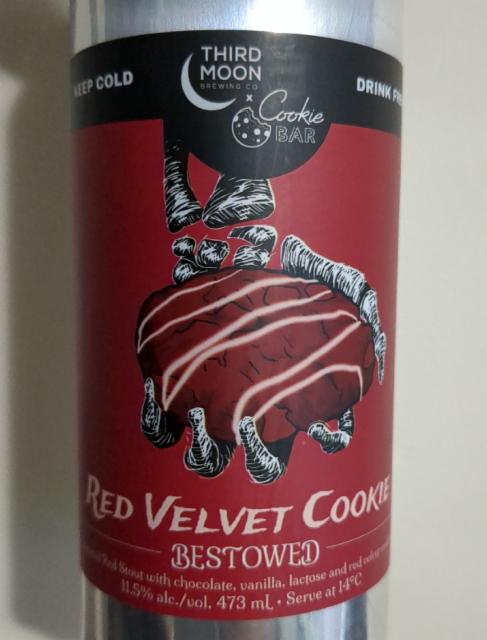 KEEP COLD
THIRD
MOON
BREWING CO
x
Cookie
BAR
DRINK
RED VELVET COOKIE
BESTOWED
Red Stout with chocolate, vanilla, lactose and red velvet
11.5% alc./vol. 473 mL • Serve at 14°C